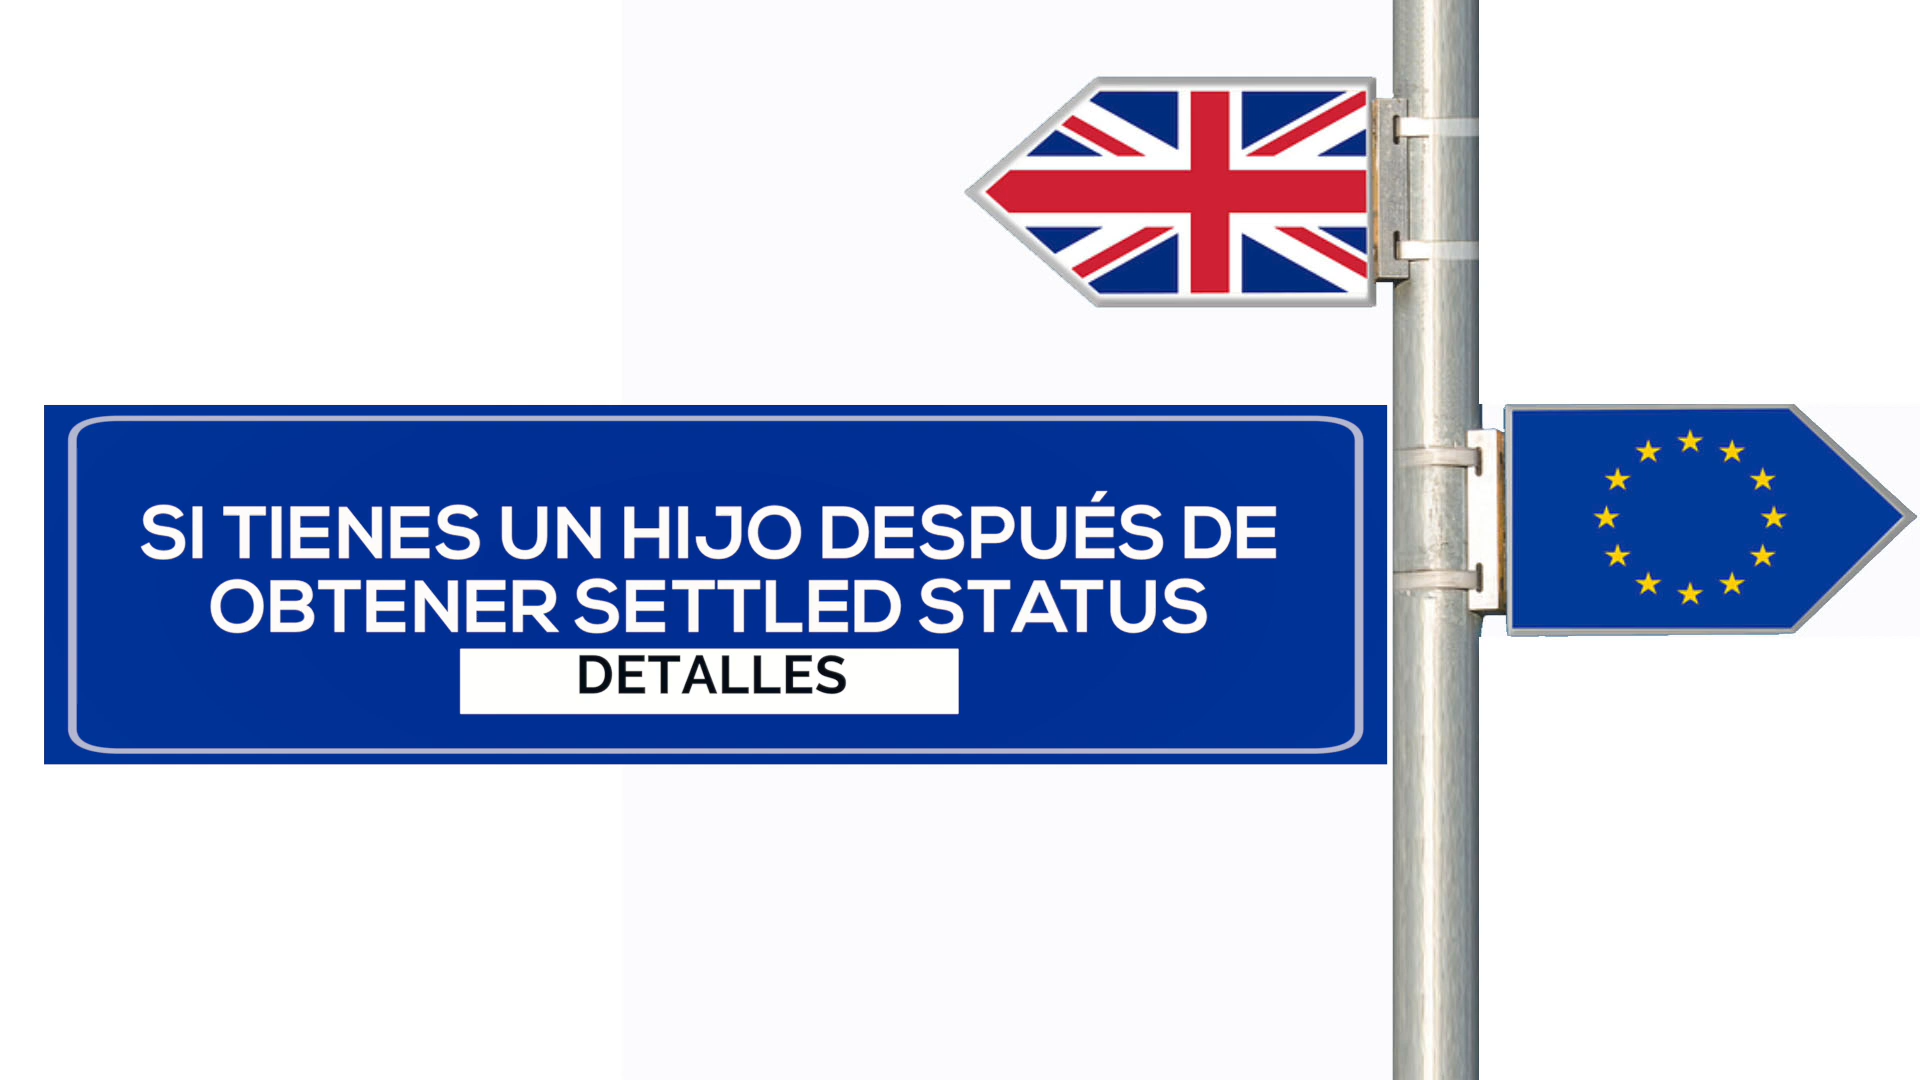 SI TIENES UN HIJO DESPUÉS DE
OBTENER SETTLED STATUS
DETALLES